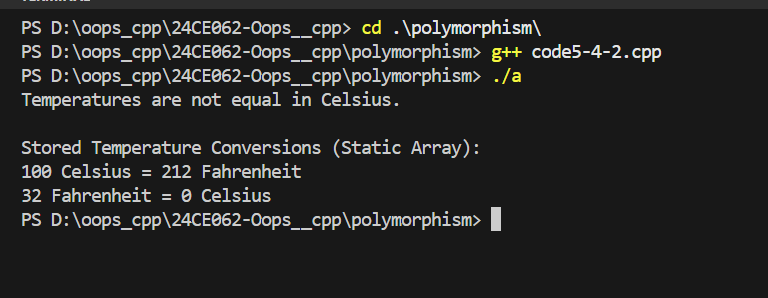 PS D:\oops_cpp\24CE062-Oops__cpp> cd .\polymorphism\
PS D:\oops_cpp\24CE062-Oops__cpp\polymorphism> g++ code5-4-2.cpp
PS D:\oops_cpp\24CE062-Oops__cpp\polymorphism> ./a
Temperatures are not equal in Celsius.
Stored Temperature Conversions (Static Array):
100 Celsius = 212 Fahrenheit
32 Fahrenheit = 0 Celsius
PS D:\oops_cpp\24CE062-Oops__cpp\polymorphism>